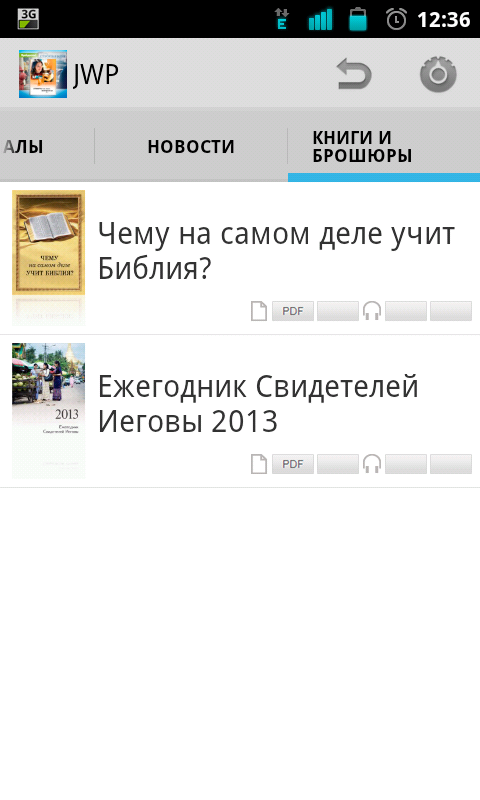 3G
E
12:36
JWP
АЛЫ
НОВОСТИ
КНИГИ И
БРОШЮРЫ
ЧЕМУ
на самом деле
УЧИТ БИБЛИЯ?
Чему на самом деле учит
Библия?
PDF
2013
Ежегодник
Свидетелей Иеговы
Ежегодник Свидетелей
Иеговы 2013
PDF